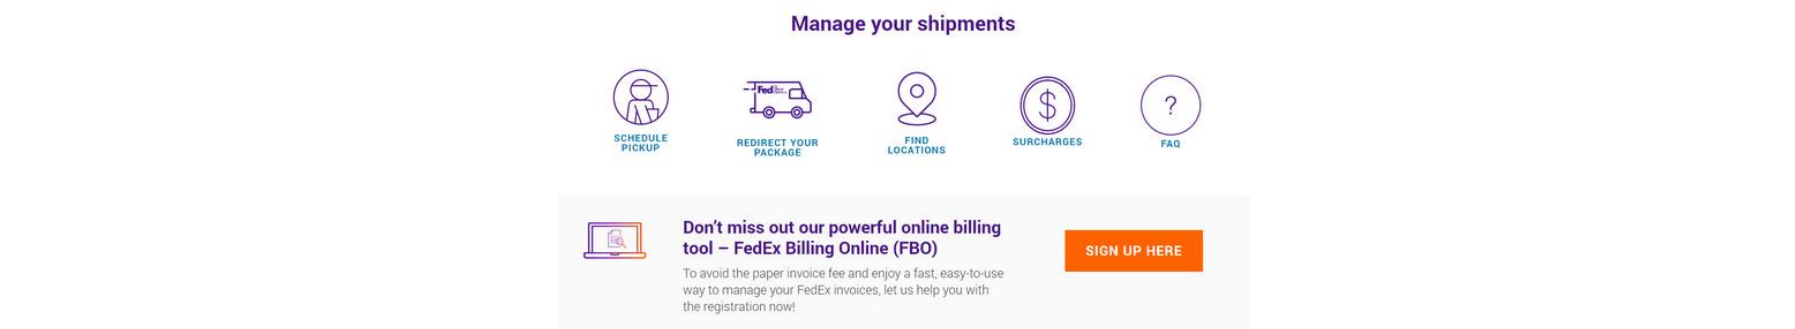 Manage your shipments
FedEx
SCHEDULE
PICKUP
REDIRECT YOUR
PACKAGE
FIND
LOCATIONS
SURCHARGES
FAQ
Don't miss out our powerful online billing
tool – FedEx Billing Online (FBO)
To avoid the paper invoice fee and enjoy a fast, easy-to-use
way to manage your FedEx invoices, let us help you with
the registration now!
SIGN UP HERE